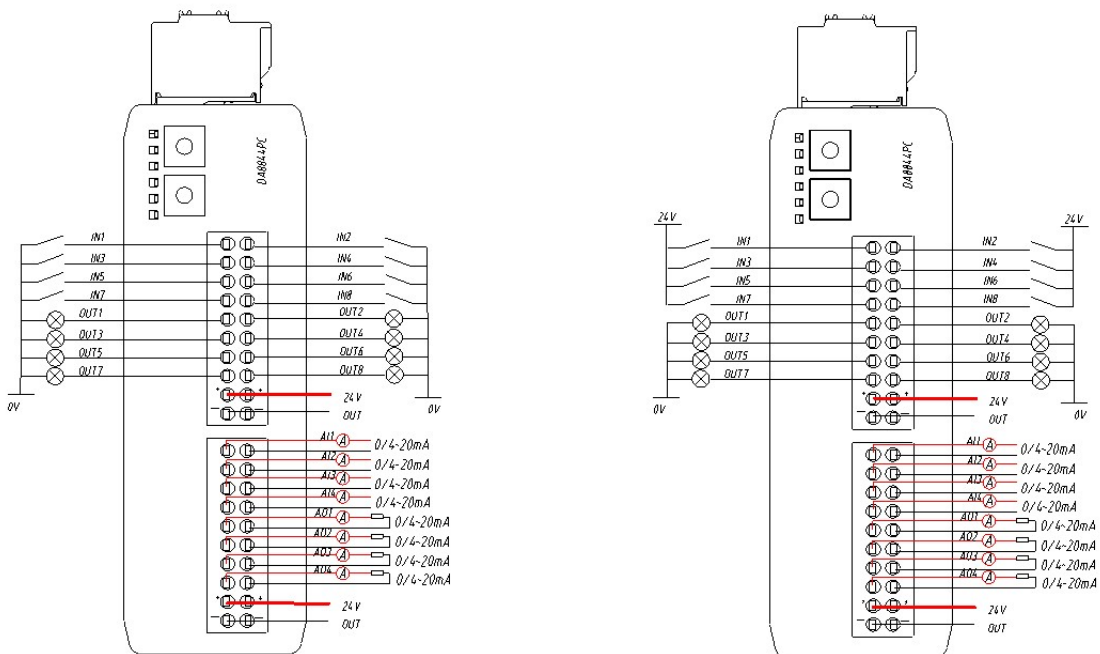 DA8844PC
IN1 IN2
IN3 IN4
IN5 IN6
IN7 IN8
OUT1 OUT2
OUT3 OUT4
OUT5 OUT6
OUT7 OUT8
0V 0V
+ + 24V
- - OUT
AI1 A 0/4~20mA
AI2 A 0/4~20mA
AI3 A 0/4~20mA
AI4 A 0/4~20mA
AO1 A 0/4~20mA
AO2 A 0/4~20mA
AO3 A 0/4~20mA
AO4 A 0/4~20mA
+ + 24V
- - OUT
DA8844PC
24V 24V
IN1 IN2
IN3 IN4
IN5 IN6
IN7 IN8
OUT1 OUT2
OUT3 OUT4
OUT5 OUT6
OUT7 OUT8
0V 0V
+ + 24V
- - OUT
AI1 A 0/4~20mA
AI2 A 0/4~20mA
AI3 A 0/4~20mA
AI4 A 0/4~20mA
AO1 A 0/4~20mA
AO2 A 0/4~20mA
AO3 A 0/4~20mA
AO4 A 0/4~20mA
+ + 24V
- - OUT